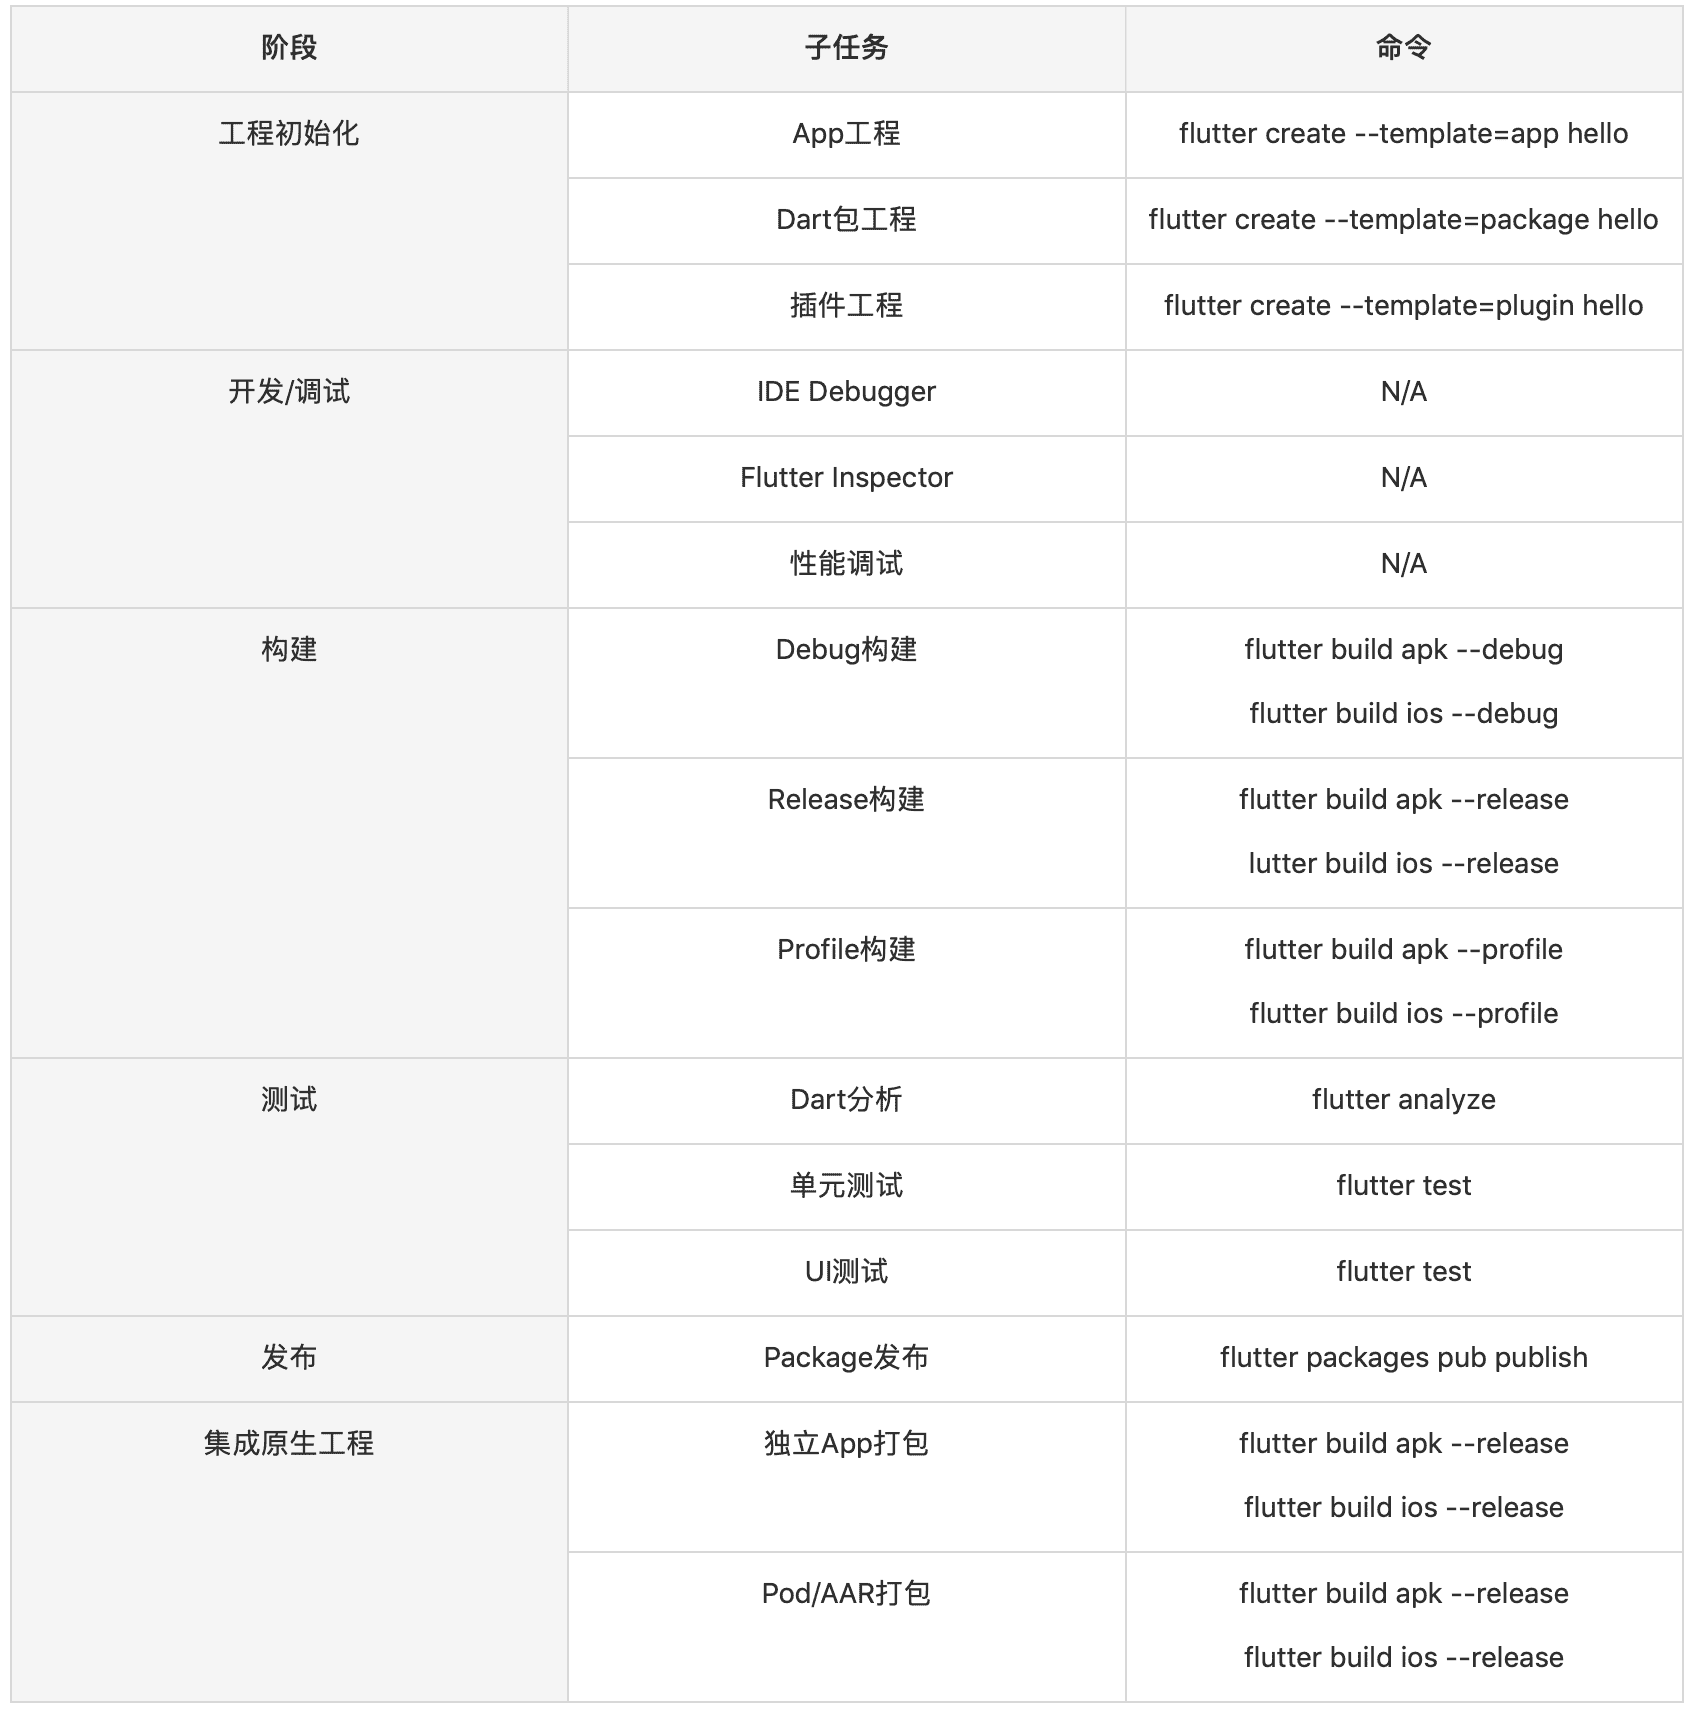 阶段 子任务 命令
工程初始化 App工程 flutter create --template=app hello
Dart包工程 flutter create --template=package hello
插件工程 flutter create --template=plugin hello
开发/调试 IDE Debugger N/A
Flutter Inspector N/A
性能调试 N/A
构建 Debug构建 flutter build apk --debug
flutter build ios --debug
Release构建 flutter build apk --release
lutter build ios --release
Profile构建 flutter build apk --profile
flutter build ios --profile
测试 Dart分析 flutter analyze
单元测试 flutter test
UI测试 flutter test
发布 Package发布 flutter packages pub publish
集成原生工程 独立App打包 flutter build apk --release
flutter build ios --release
Pod/AAR打包 flutter build apk --release
flutter build ios --release